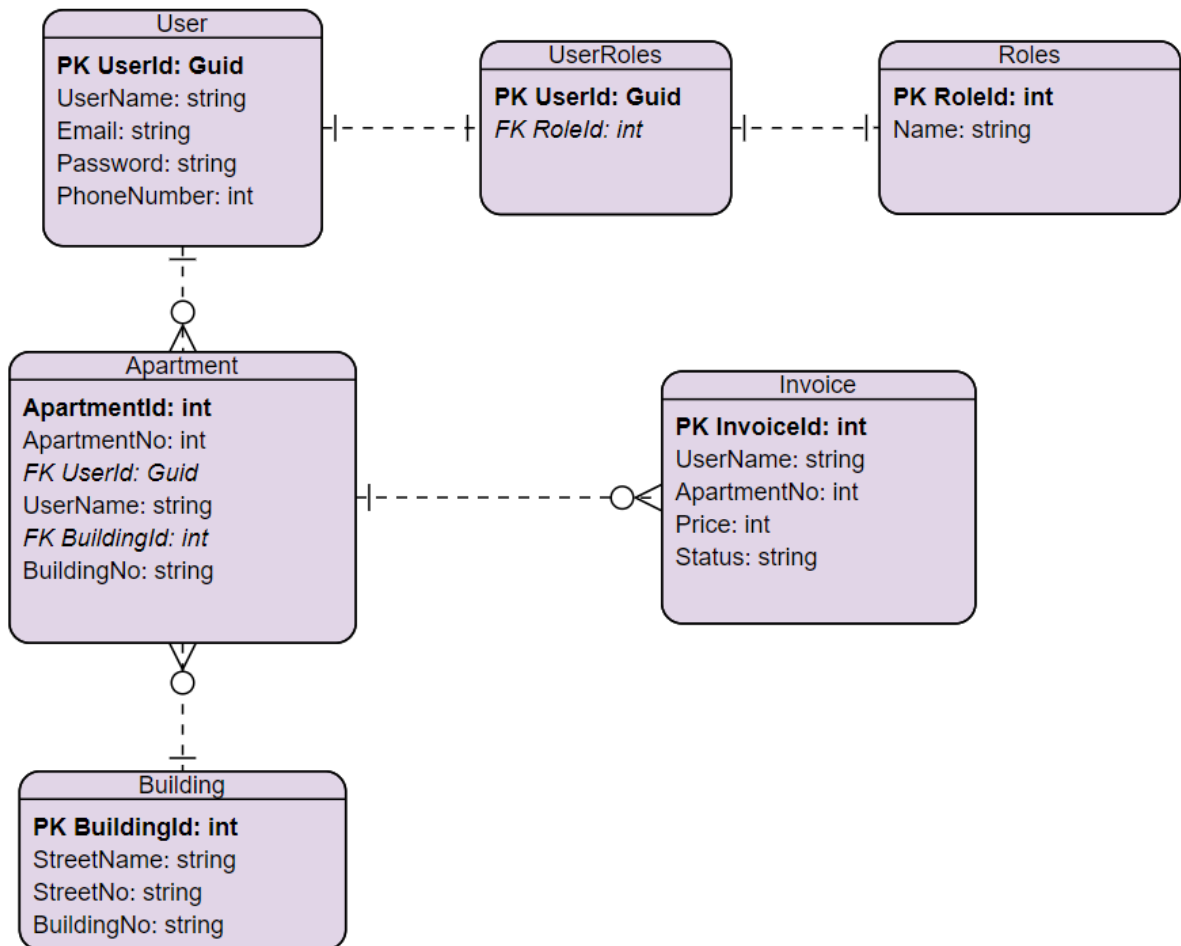 User
PK UserId: Guid
UserName: string
Email: string
Password: string
PhoneNumber: int
UserRoles
PK UserId: Guid
FK RoleId: int
Roles
PK RoleId: int
Name: string
Apartment
ApartmentId: int
ApartmentNo: int
FK UserId: Guid
UserName: string
FK BuildingId: int
BuildingNo: string
Invoice
PK InvoiceId: int
UserName: string
ApartmentNo: int
Price: int
Status: string
Building
PK BuildingId: int
StreetName: string
StreetNo: string
BuildingNo: string